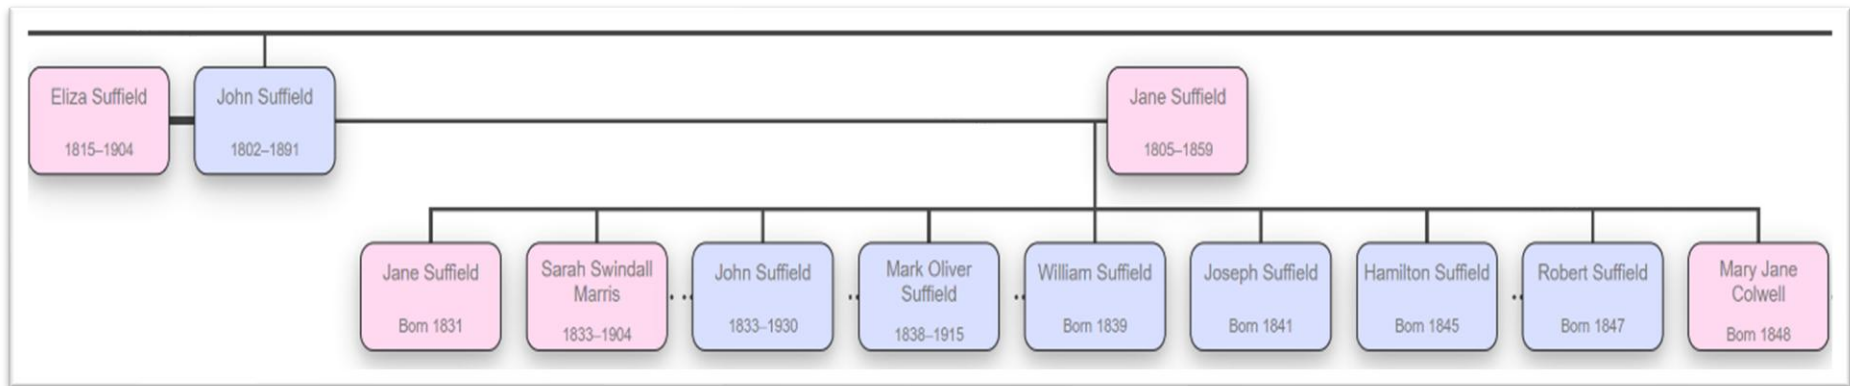 Eliza Suffield
1815–1904
John Suffield
1802–1891
Jane Suffield
1805–1859
Jane Suffield
Born 1831
Sarah Swindall
Marris
1833–1904
John Suffield
1833–1930
Mark Oliver
Suffield
1838–1915
William Suffield
Born 1839
Joseph Suffield
Born 1841
Hamilton Suffield
Born 1845
Robert Suffield
Born 1847
Mary Jane
Colwell
Born 1848